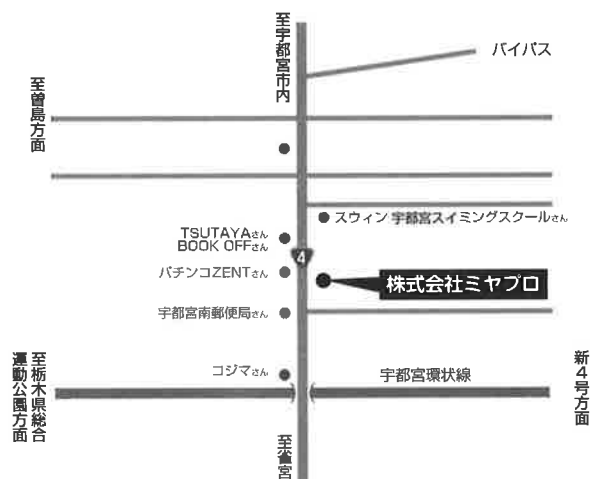 至宇都宮市内
バイパス
至曽島方面
スウィン 宇都宮スイミングスクールさん
TSUTAYAさん
BOOK OFFさん
4
パチンコZENTさん
株式会社ミヤプロ
宇都宮南郵便局さん
コジマさん
宇都宮環状線
新4号方面
至栃木県総合
運動公園方面
至雀宮